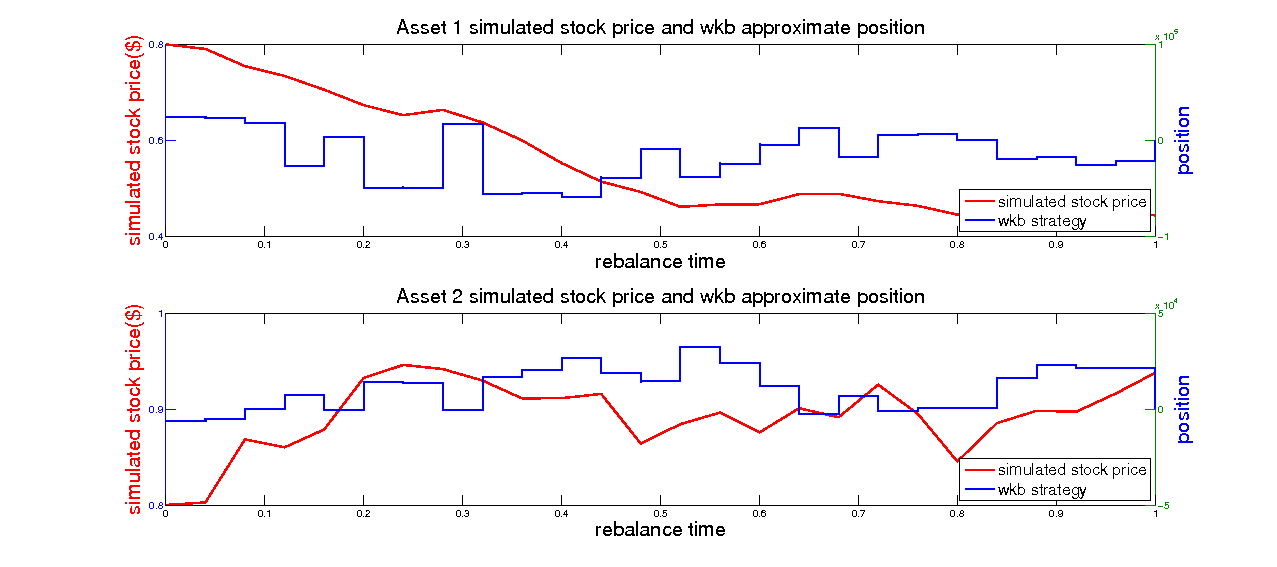 Asset 1 simulated stock price and wkb approximate position
x 10^5
0.8
0.6
0.4
simulated stock price($)
1
0
-1
position
simulated stock price
wkb strategy
0 0.1 0.2 0.3 0.4 0.5 0.6 0.7 0.8 0.9 1
rebalance time
Asset 2 simulated stock price and wkb approximate position
x 10^4
1
0.9
0.8
simulated stock price($)
5
0
-5
position
simulated stock price
wkb strategy
0 0.1 0.2 0.3 0.4 0.5 0.6 0.7 0.8 0.9 1
rebalance time